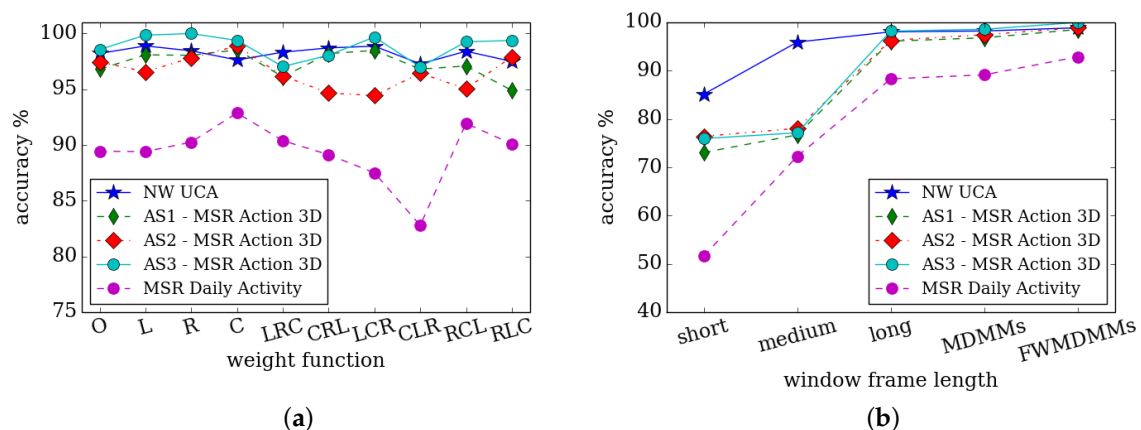 100
95
90
85
80
75
accuracy %
NW UCA
AS1 - MSR Action 3D
AS2 - MSR Action 3D
AS3 - MSR Action 3D
MSR Daily Activity
O L R C LRC CRL LCR CLR RCL RLC
weight function
(a)
100
90
80
70
60
50
40
accuracy %
NW UCA
AS1 - MSR Action 3D
AS2 - MSR Action 3D
AS3 - MSR Action 3D
MSR Daily Activity
short medium long MDMMs FWMDMMs
window frame length
(b)